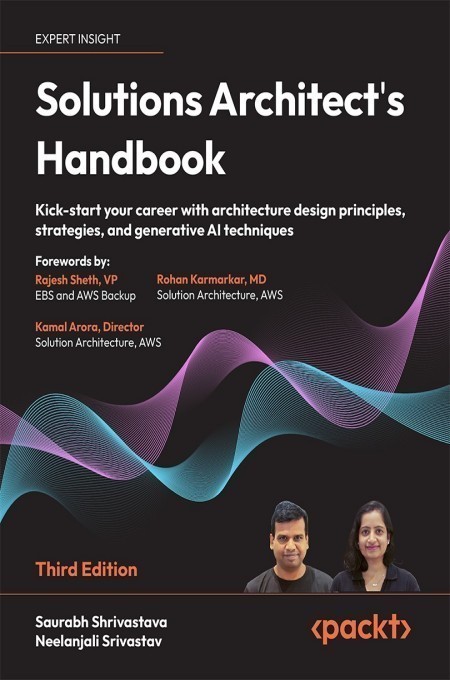 EXPERT INSIGHT
Solutions Architect's
Handbook
Kick-start your career with architecture design principles,
strategies, and generative AI techniques
Forewords by:
Rajesh Sheth, VP
EBS and AWS Backup
Rohan Karmarkar, MD
Solution Architecture, AWS
Kamal Arora, Director
Solution Architecture, AWS
Third Edition
Saurabh Shrivastava
Neelanjali Srivastav
<packt>